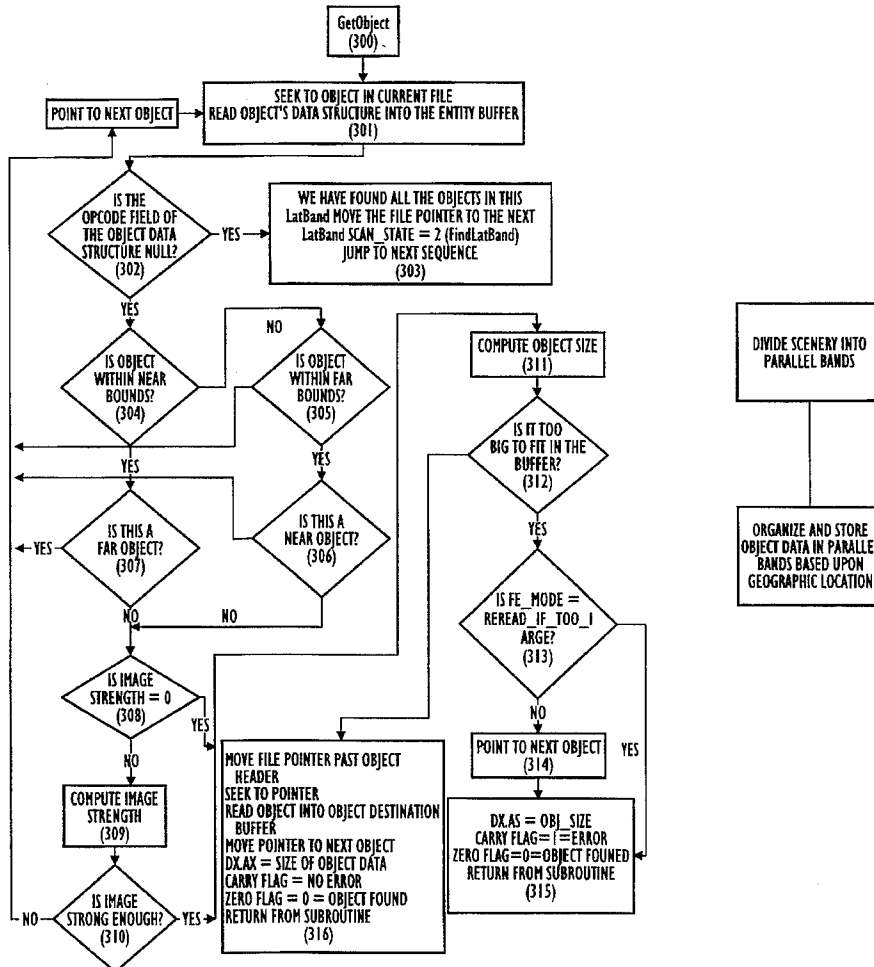 GetObject
(300)
SEEK TO OBJECT IN CURRENT FILE
READ OBJECT'S DATA STRUCTURE INTO THE ENTITY BUFFER
(301)
POINT TO NEXT OBJECT
IS THE
OPCODE FIELD OF
THE OBJECT DATA
STRUCTURE NULL?
(302)
YES
WE HAVE FOUND ALL THE OBJECTS IN THIS
LatBand MOVE THE FILE POINTER TO THE NEXT
LatBand SCAN_STATE = 2 (FindLatBand)
JUMP TO NEXT SEQUENCE
(303)
YES
NO
IS OBJECT
WITHIN NEAR
BOUNDS?
(304)
IS OBJECT
WITHIN FAR
BOUNDS?
(305)
YES
YES
IS THIS A
FAR OBJECT?
(307)
YES
IS THIS A
NEAR OBJECT?
(306)
NO
NO
IS IMAGE
STRENGTH = 0
(308)
YES
NO
COMPUTE IMAGE
STRENGTH
(309)
IS IMAGE
STRONG ENOUGH?
(310)
NO
YES
COMPUTE OBJECT SIZE
(311)
IS IT TOO
BIG TO FIT IN THE
BUFFER?
(312)
YES
IS FE_MODE =
REREAD_IF_TOO_L
ARGE?
(313)
NO
YES
POINT TO NEXT OBJECT
(314)
DX.AS = OBJ_SIZE
CARRY FLAG=1=ERROR
ZERO FLAG=0=OBJECT FOUNED
RETURN FROM SUBROUTINE
(315)
MOVE FILE POINTER PAST OBJECT
HEADER
SEEK TO POINTER
READ OBJECT INTO OBJECT DESTINATION
BUFFER
MOVE POINTER TO NEXT OBJECT
DX.AX = SIZE OF OBJECT DATA
CARRY FLAG = NO ERROR
ZERO FLAG = 0 = OBJECT FOUND
RETURN FROM SUBROUTINE
(316)
DIVIDE SCENERY INTO
PARALLEL BANDS
ORGANIZE AND STORE
OBJECT DATA IN PARALLEL
BANDS BASED UPON
GEOGRAPHIC LOCATION